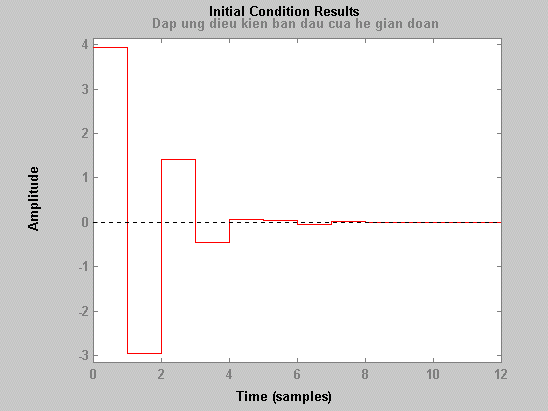 Initial Condition Results
Dap ung dieu kien ban dau cua he gian doan
4
3
2
1
0
-1
-2
-3
Amplitude
0 2 4 6 8 10 12
Time (samples)